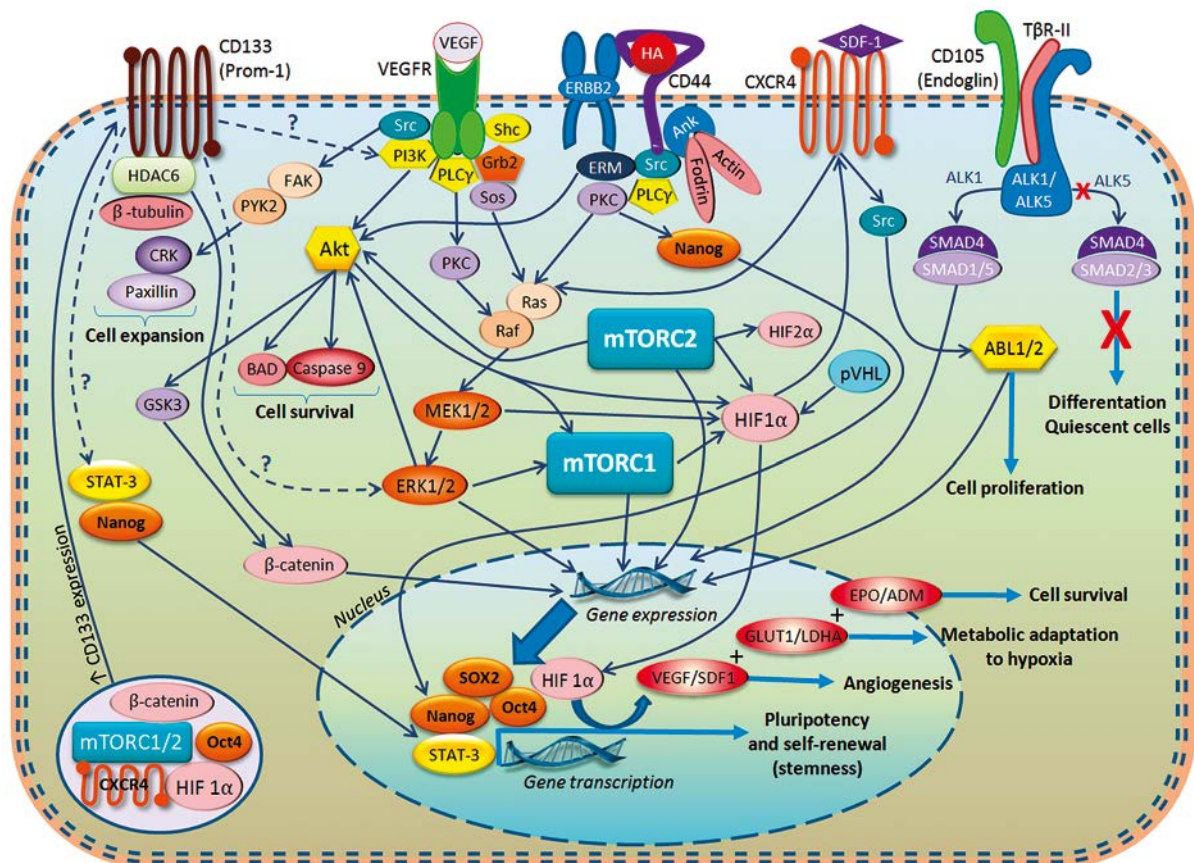 CD133
(Prom-1)
VEGF
VEGFR
ERBB2
HA
CD44
SDF-1
CXCR4
CD105
(Endoglin)
TβR-II
?
Src
Shc
PI3K
Grb2
PLCγ
Sos
HDAC6
β-tubulin
FAK
PYK2
CRK
Paxillin
Cell expansion
ERM
Src
PLCγ
PKC
Ank
Actin
Fodrin
Nanog
Src
ALK1
ALK1/
ALK5
X
ALK5
SMAD4
SMAD1/5
SMAD4
SMAD2/3
X
Akt
PKC
Ras
Raf
mTORC2
HIF2α
pVHL
ABL1/2
Differentation
Quiescent cells
BAD
Caspase 9
Cell survival
GSK3
MEK1/2
HIF1α
mTORC1
ERK1/2
?
?
Cell proliferation
STAT-3
Nanog
β-catenin
Nucleus
Gene expression
EPO/ADM
Cell survival
+
GLUT1/LDHA
Metabolic adaptation
to hypoxia
+
VEGF/SDF1
Angiogenesis
SOX2
HIF 1α
Nanog
Oct4
STAT-3
Gene transcription
Pluripotency
and self-renewal
(stemness)
↑ CD133 expression
β-catenin
mTORC1/2
Oct4
CXCR4
HIF 1α